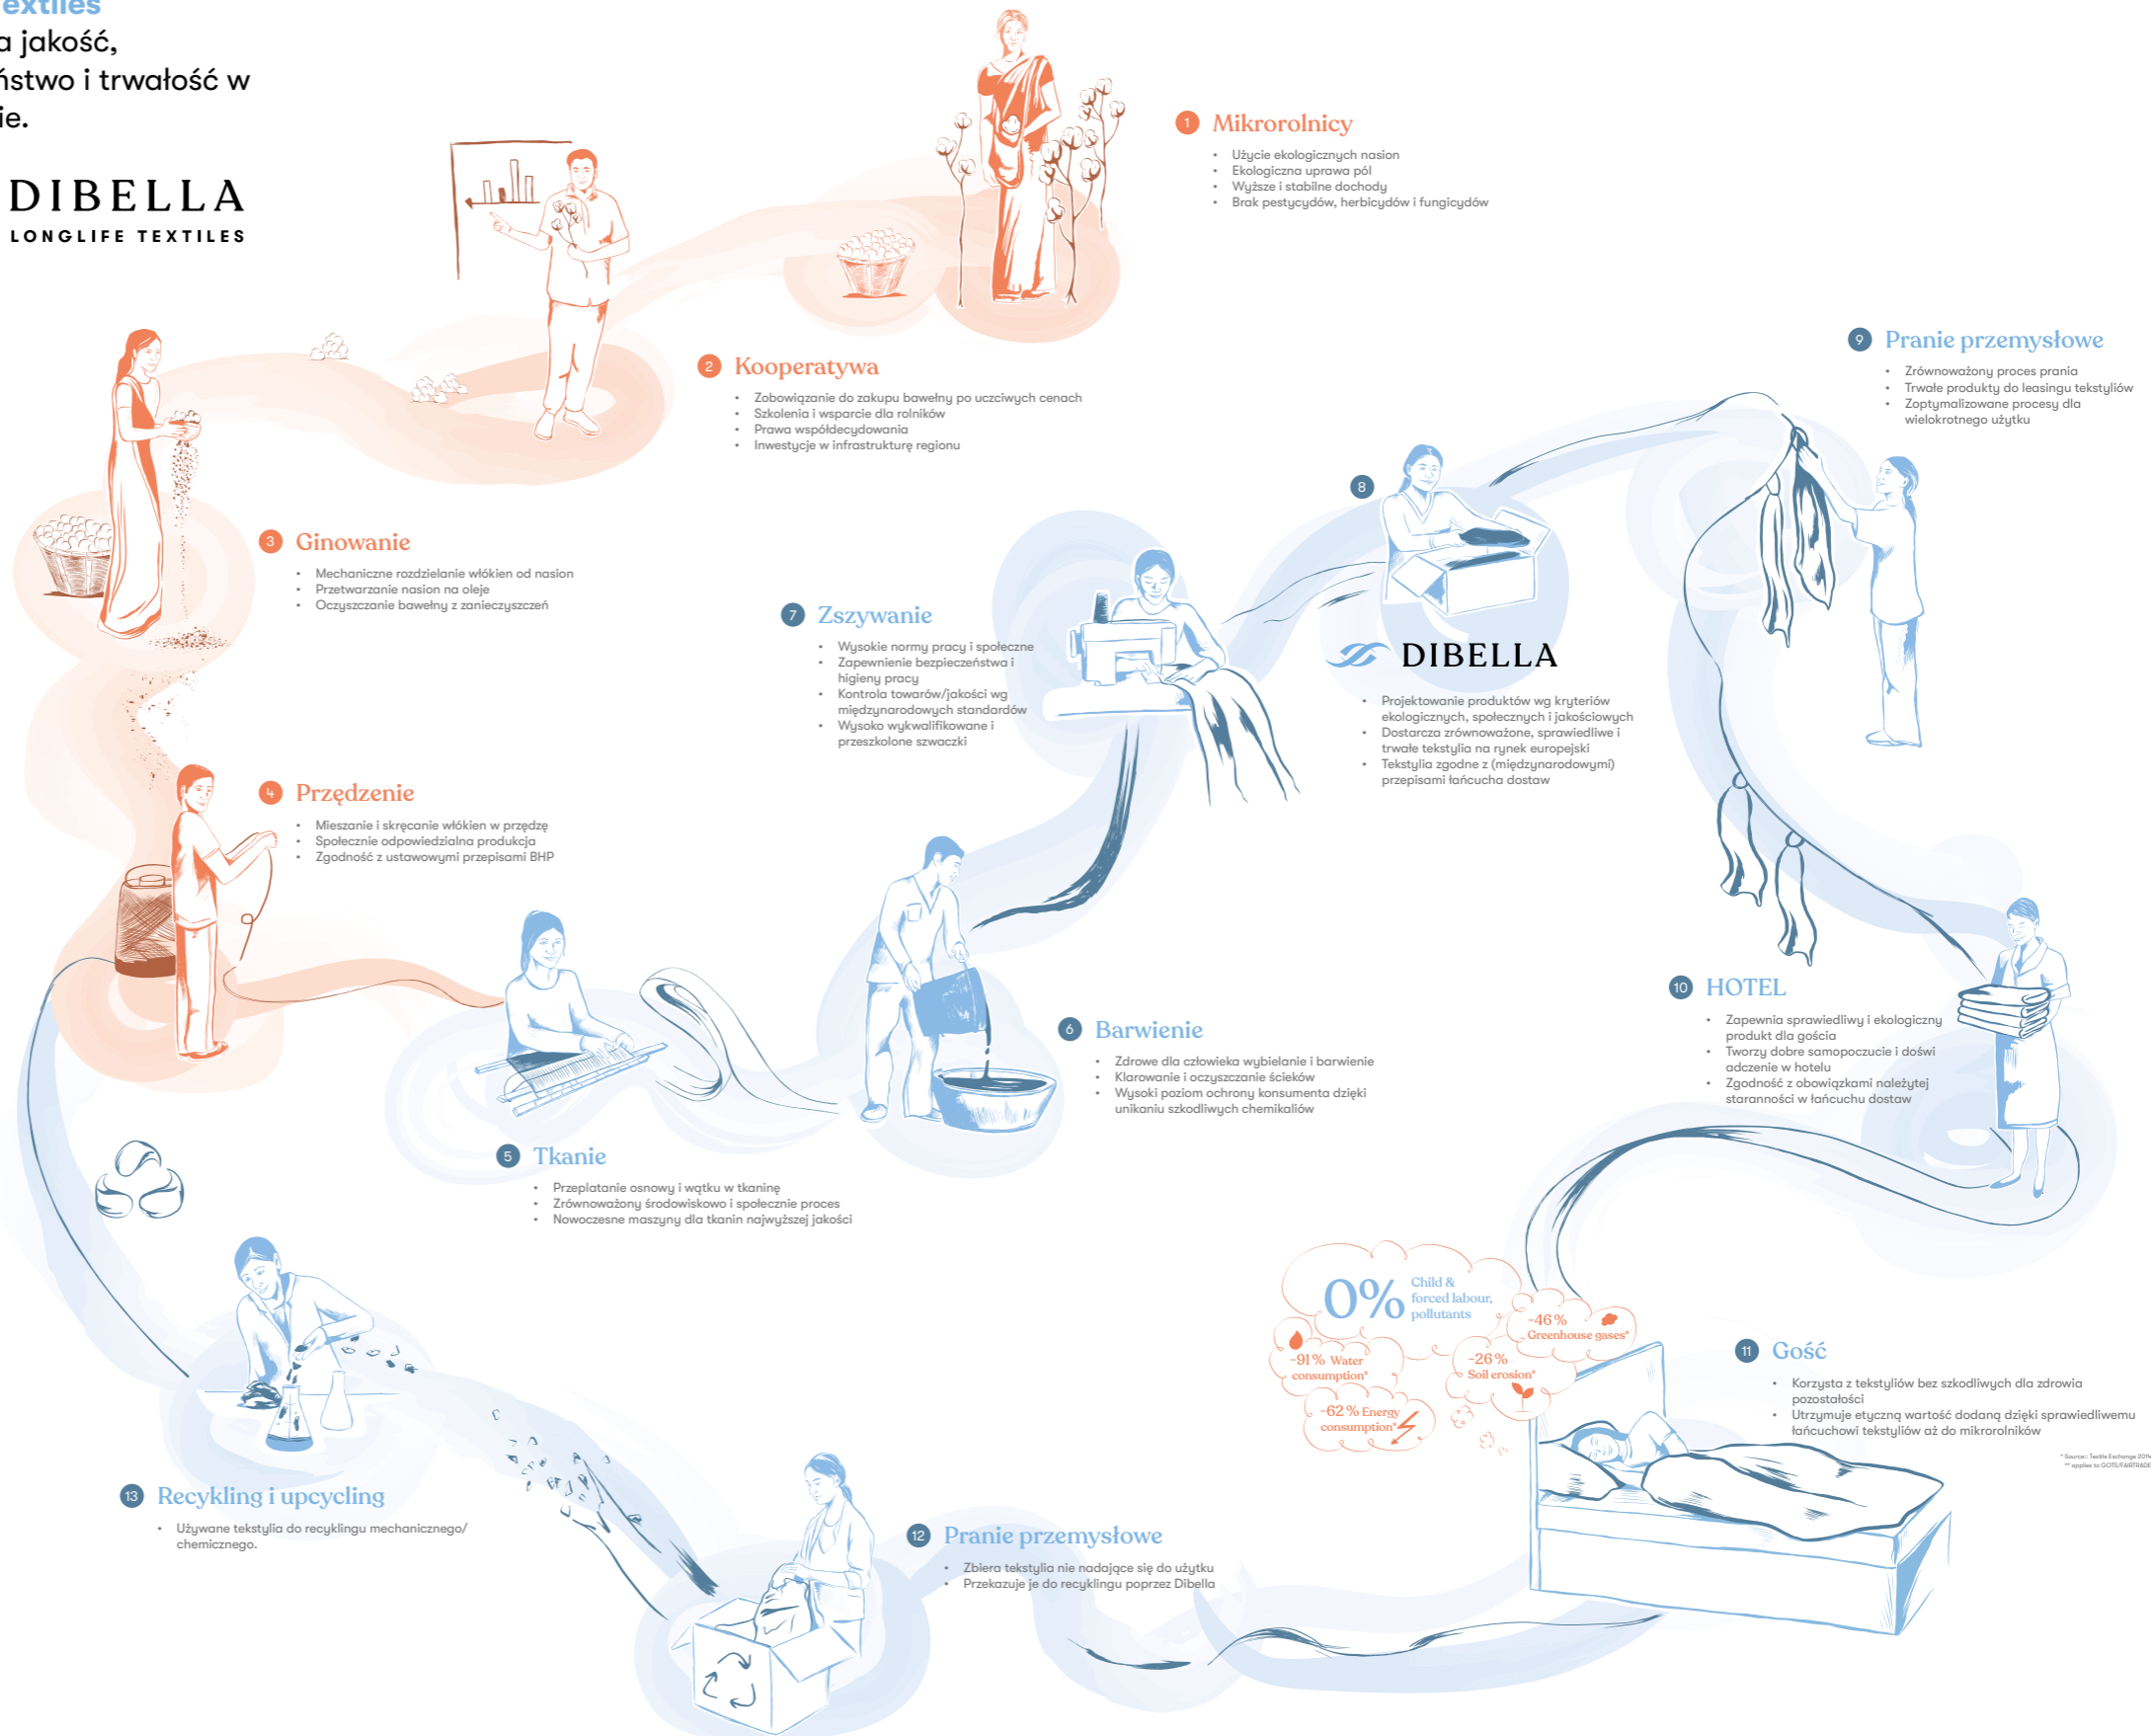 extiles
a jakość,
ństwo i trwałość w
ie.
DIBELLA
LONGLIFE TEXTILES
1 Mikrorolnicy
• Użycie ekologicznych nasion
• Ekologiczna uprawa pól
• Wyższe i stabilne dochody
• Brak pestycydów, herbicydów i fungicydów
2 Kooperatywa
• Zobowiązanie do zakupu bawełny po uczciwych cenach
• Szkolenia i wsparcie dla rolników
• Prawa współdecydowania
• Inwestycje w infrastrukturę regionu
3 Ginowanie
• Mechaniczne rozdzielanie włókien od nasion
• Przetwarzanie nasion na oleje
• Oczyszczanie bawełny z zanieczyszczeń
4 Przędzenie
• Mieszanie i skręcanie włókien w przędzę
• Społecznie odpowiedzialna produkcja
• Zgodność z ustawowymi przepisami BHP
5 Tkanie
• Przeplatanie osnowy i wątku w tkaninę
• Zrównoważony środowiskowo i społecznie proces
• Nowoczesne maszyny dla tkanin najwyższej jakości
6 Barwienie
• Zdrowe dla człowieka wybielanie i barwienie
• Klarowanie i oczyszczanie ścieków
• Wysoki poziom ochrony konsumenta dzięki
unikaniu szkodliwych chemikaliów
7 Zszywanie
• Wysokie normy pracy i społeczne
• Zapewnienie bezpieczeństwa i
higieny pracy
• Kontrola towarów/jakości wg
międzynarodowych standardów
• Wysoko wykwalifikowane i
przeszkolone szwaczki
8
DIBELLA
• Projektowanie produktów wg kryteriów
ekologicznych, społecznych i jakościowych
• Dostarcza zrównoważone, sprawiedliwe i
trwałe tekstylia na rynek europejski
• Tekstylia zgodne z (międzynarodowymi)
przepisami łańcucha dostaw
9 Pranie przemysłowe
• Zrównoważony proces prania
• Trwałe produkty do leasingu tekstyliów
• Zoptymalizowane procesy dla
wielokrotnego użytku
10 HOTEL
• Zapewnia sprawiedliwy i ekologiczny
produkt dla gościa
• Tworzy dobre samopoczucie i doświ
adczenie w hotelu
• Zgodność z obowiązkami należytej
staranności w łańcuchu dostaw
0% Child &
forced labour,
pollutants
-46 %
Greenhouse gases*
-91 % Water
consumption*
-26 %
Soil erosion*
-62 % Energy
consumption*
11 Gość
• Korzysta z tekstyliów bez szkodliwych dla zdrowia
pozostałości
• Utrzymuje etyczną wartość dodaną dzięki sprawiedliwemu
łańcuchowi tekstyliów aż do mikrorolników
* Source:: Textile Exchange 2014
** applies to GOTS/FAIRTRADE
12 Pranie przemysłowe
• Zbiera tekstylia nie nadające się do użytku
• Przekazuje je do recyklingu poprzez Dibella
13 Recykling i upcycling
• Używane tekstylia do recyklingu mechanicznego/
chemicznego.